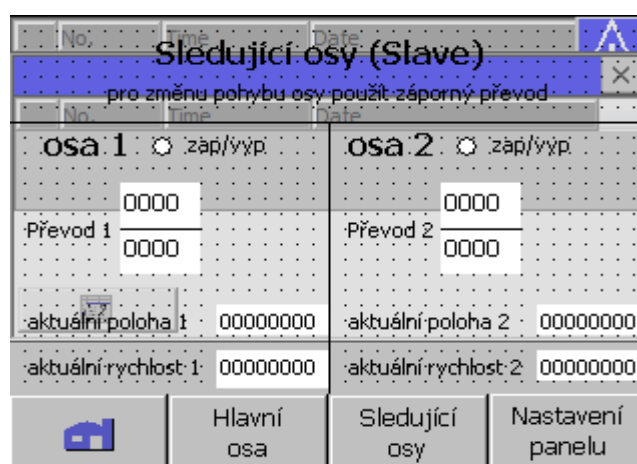 No. Time Date
Sledující osy (Slave)
pro změnu pohybu osy použít záporný převod
No. Time Date
osa 1 zap/vyp osa 2 zap/vyp
0000 0000
Převod 1 Převod 2
0000 0000
aktuální poloha 1 00000000 aktuální poloha 2 00000000
aktuální rychlost 1 00000000 aktuální rychlost 2 00000000
Hlavní osa Sledující osy Nastavení panelu